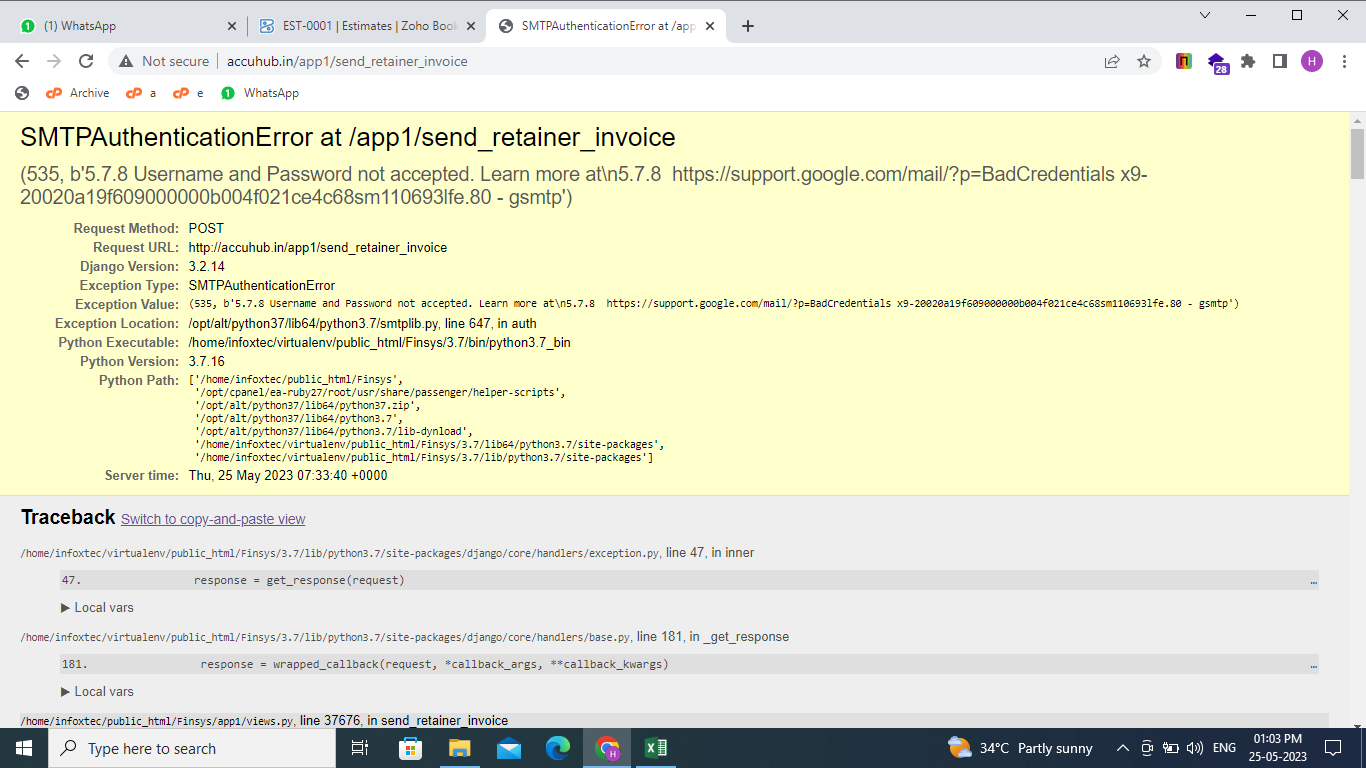 (1) WhatsApp
EST-0001 | Estimates | Zoho Book
SMTPAuthenticationError at /app
Not secure
accuhub.in/app1/send_retainer_invoice
28
H
cP Archive
cP a
cP e
WhatsApp
SMTPAuthenticationError at /app1/send_retainer_invoice
(535, b'5.7.8 Username and Password not accepted. Learn more at\n5.7.8  https://support.google.com/mail/?p=BadCredentials x9-
20020a19f609000000b004f021ce4c68sm110693lfe.80 - gsmtp')
Request Method: POST
Request URL: http://accuhub.in/app1/send_retainer_invoice
Django Version: 3.2.14
Exception Type: SMTPAuthenticationError
Exception Value: (535, b'5.7.8 Username and Password not accepted. Learn more at\n5.7.8  https://support.google.com/mail/?p=BadCredentials x9-20020a19f609000000b004f021ce4c68sm110693lfe.80 - gsmtp')
Exception Location: /opt/alt/python37/lib64/python3.7/smtplib.py, line 647, in auth
Python Executable: /home/infoxtec/virtualenv/public_html/Finsys/3.7/bin/python3.7_bin
Python Version: 3.7.16
Python Path: ['/home/infoxtec/public_html/Finsys',
'/opt/cpanel/ea-ruby27/root/usr/share/passenger/helper-scripts',
'/opt/alt/python37/lib64/python37.zip',
'/opt/alt/python37/lib64/python3.7',
'/opt/alt/python37/lib64/python3.7/lib-dynload',
'/home/infoxtec/virtualenv/public_html/Finsys/3.7/lib64/python3.7/site-packages',
'/home/infoxtec/virtualenv/public_html/Finsys/3.7/lib/python3.7/site-packages']
Server time: Thu, 25 May 2023 07:33:40 +0000
Traceback Switch to copy-and-paste view
/home/infoxtec/virtualenv/public_html/Finsys/3.7/lib/python3.7/site-packages/django/core/handlers/exception.py, line 47, in inner
47. response = get_response(request) …
▶ Local vars
/home/infoxtec/virtualenv/public_html/Finsys/3.7/lib/python3.7/site-packages/django/core/handlers/base.py, line 181, in _get_response
181. response = wrapped_callback(request, *callback_args, **callback_kwargs) …
▶ Local vars
/home/infoxtec/public_html/Finsys/app1/views.py, line 37676, in send_retainer_invoice
Type here to search
34°C Partly sunny
ENG
01:03 PM
25-05-2023